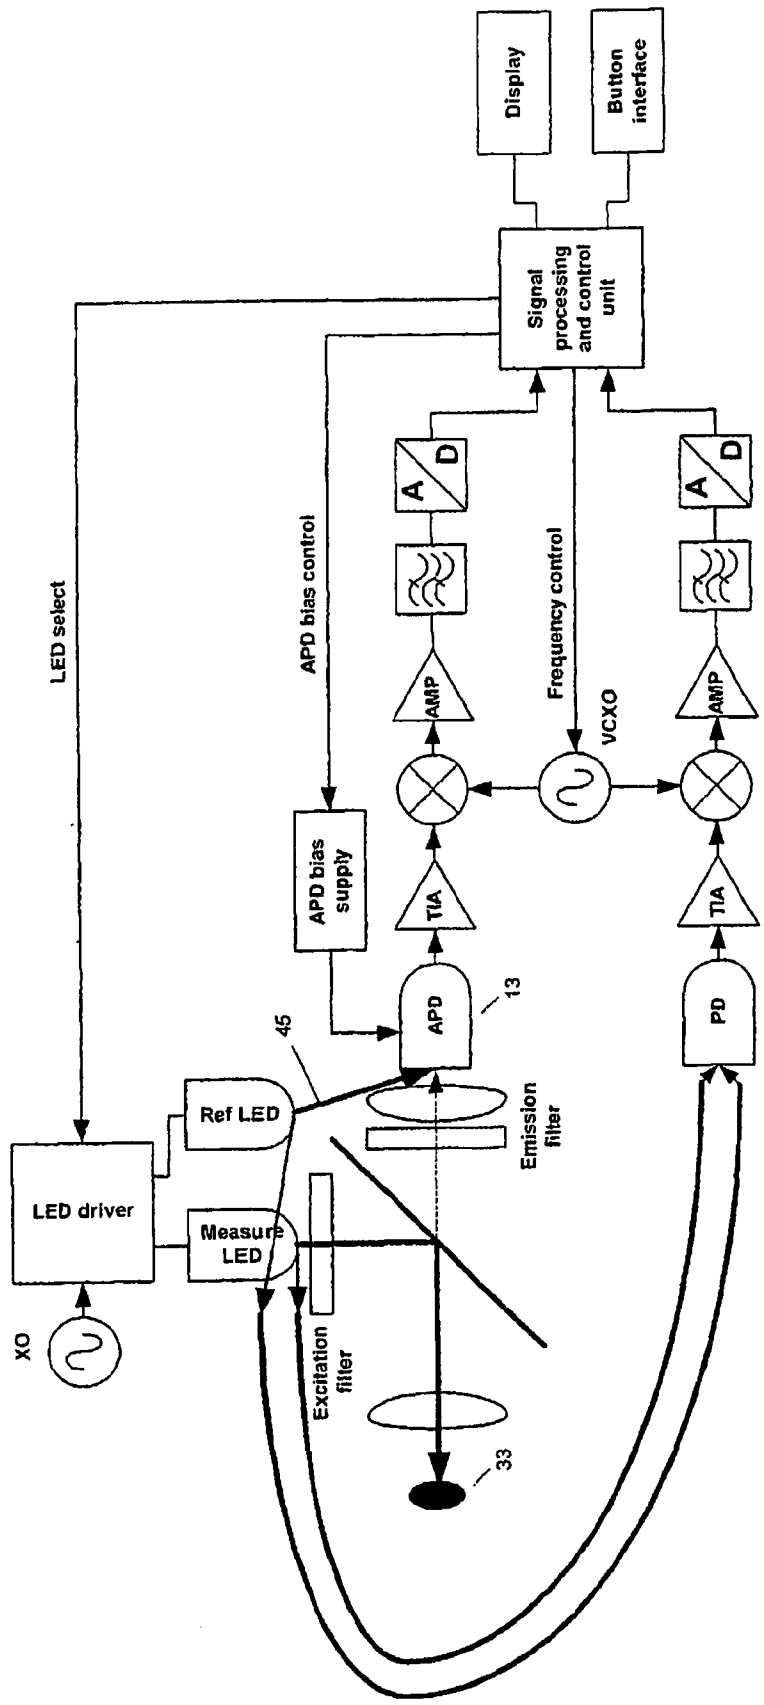 XO
LED driver
Measure
LED
Ref LED
LED select
Excitation
filter
45
33
Emission
filter
13
APD bias
supply
APD bias control
APD
TIA
AMP
A
D
VCXO
Frequency control
PD
TIA
AMP
A
D
Signal
processing
and control
unit
Display
Button
interface